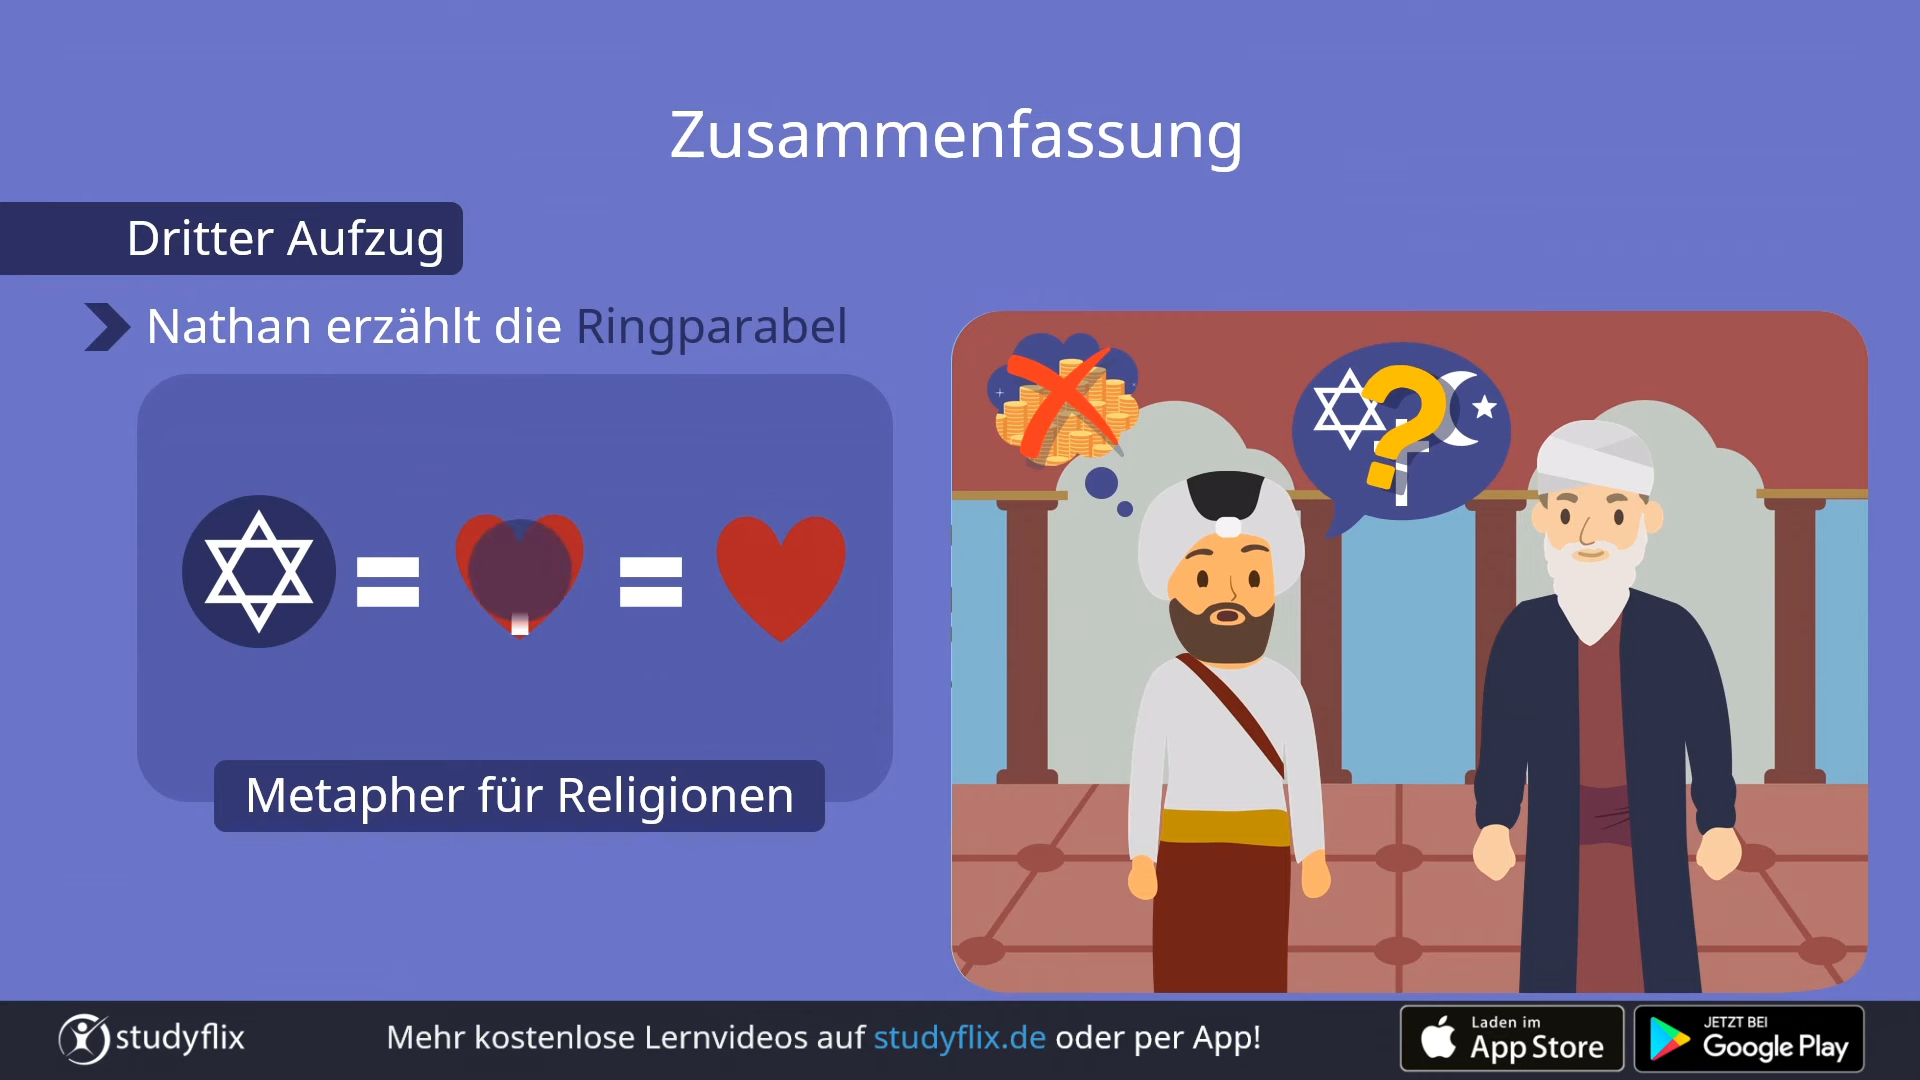 Zusammenfassung
Dritter Aufzug
Nathan erzählt die Ringparabel
Metapher für Religionen
studyflix
Mehr kostenlose Lernvideos auf studyflix.de oder per App!
Laden im
App Store
JETZT BEI
Google Play